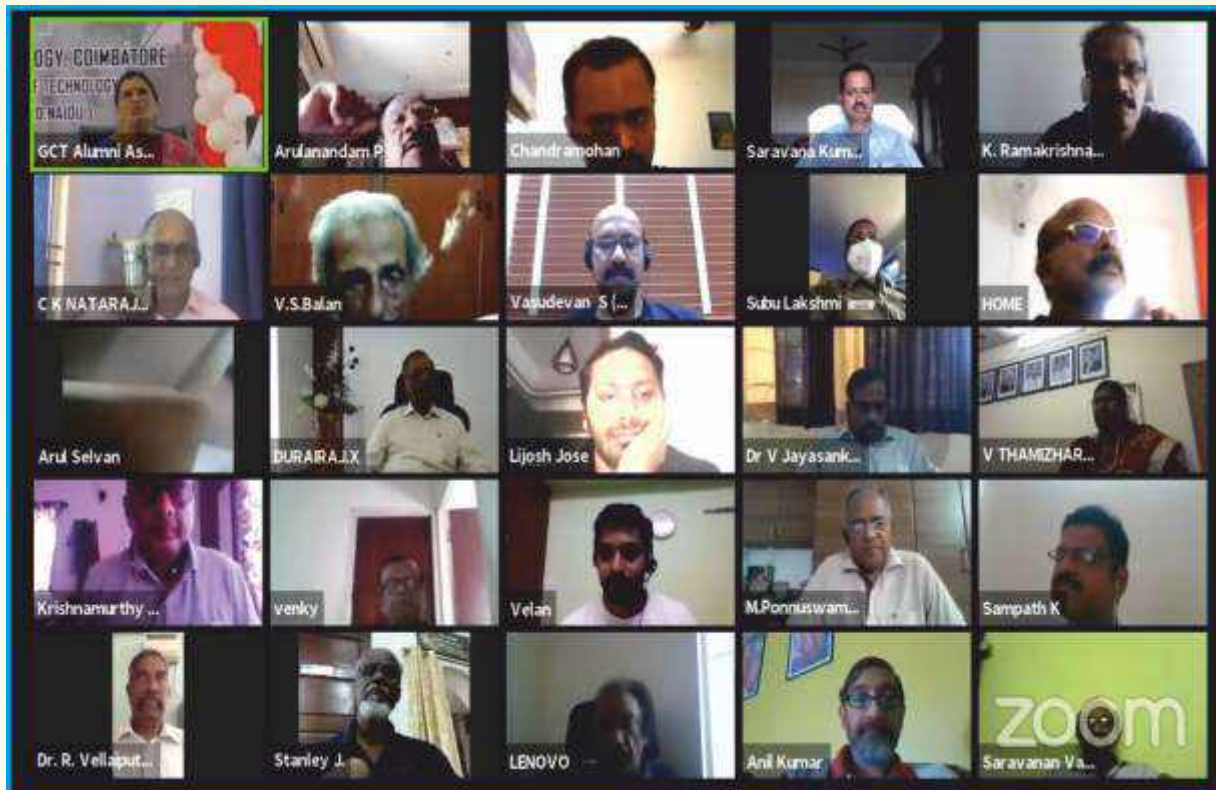 OGY, COIMBATORE
F TECHNOLOGY
D.NAIDU )
GCT Alumni As...
Arulanandam P
Chandramohan
Saravana Kum...
K. Ramakrishna...
C K NATARAJ...
V.S.Balan
Vasudevan S (...
Subu Lakshmi
HOME
Arul Selvan
DURAIRAJ.X
Lijosh Jose
Dr V Jayasank...
V THAMIZHAR...
Krishnamurthy ...
venky
Velan
M.Ponnuswam...
Sampath K
Dr. R. Vellaiput...
Stanley J.
LENOVO
Anil Kumar
zoom
Saravanan Va...